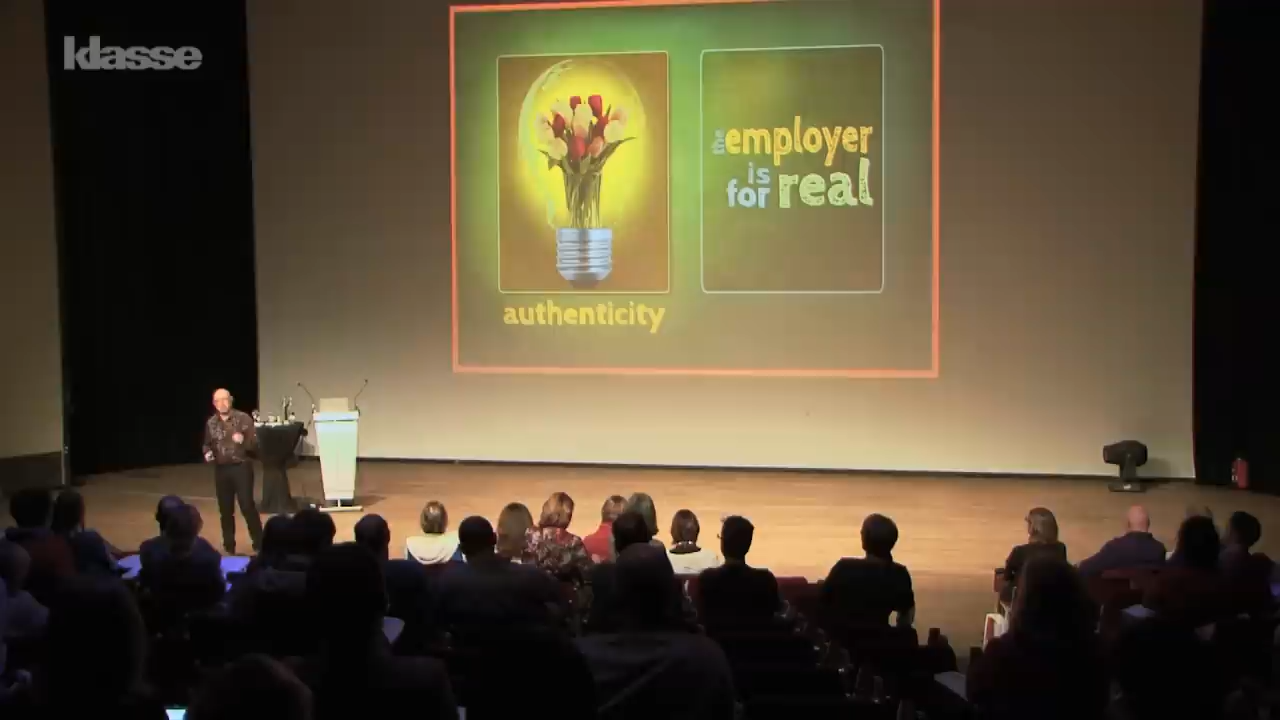 klasse
the employer
is
for real
authenticity